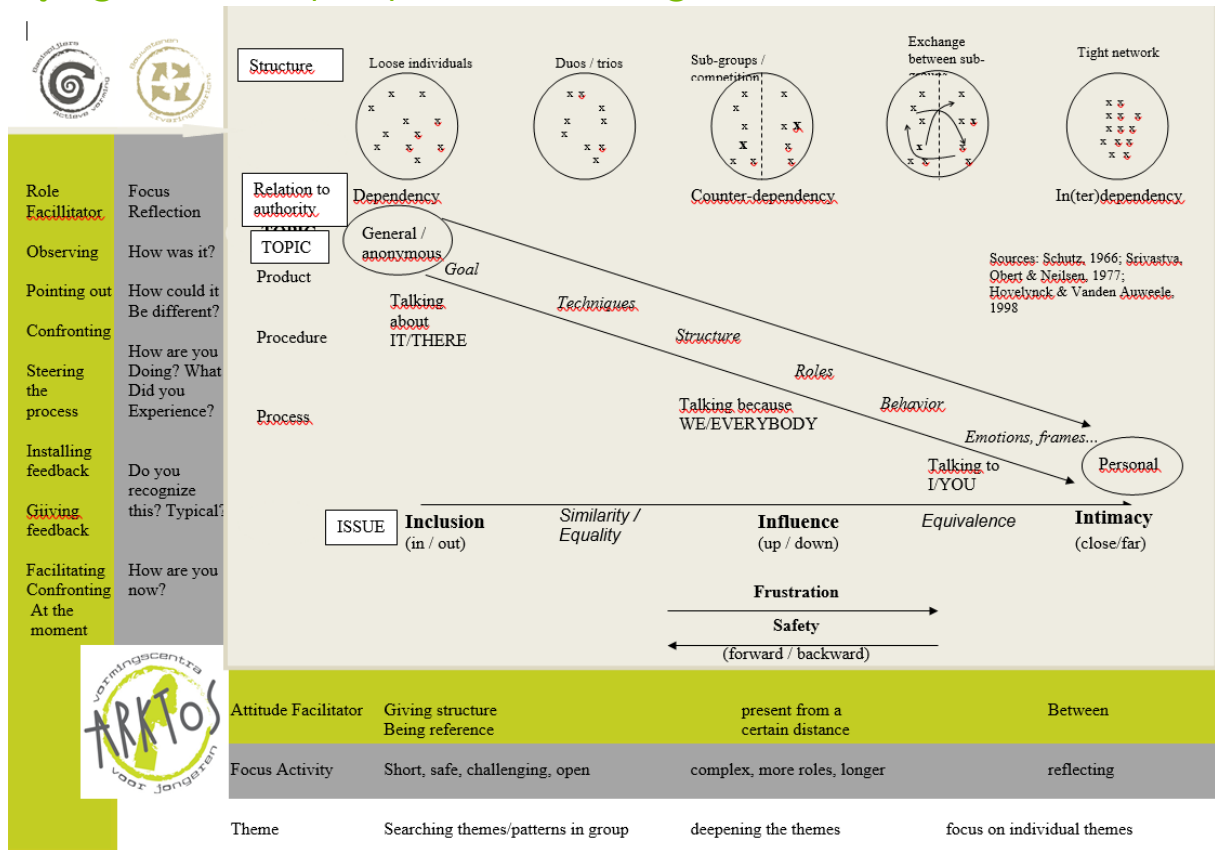 Basispijlers
Actieve vorming
Bouwstenen
Ervaringsgericht
Structure
Loose individuals
Duos / trios
Sub-groups /
competition
Exchange
between sub-
Tight network
x x
x
x x
x x x
x
x x
x x
x
x x
x
x x
x
x x x
x x
x x x x
x x
x
x x x
x
x x x
x x
x x x
x x x
x x
x x
Relation to
authority
Dependency
Counter-dependency
In(ter)dependency
TOPIC
General /
anonymous
Product
Procedure
Process
Goal
Techniques
Structure
Roles
Behavior
Emotions, frames...
Talking
about
IT/THERE
Talking because
WE/EVERYBODY
Talking to
I/YOU
Personal
Sources: Schutz, 1966; Srivastva,
Obert & Neilsen, 1977;
Hovelynck & Vanden Auweele,
1998
ISSUE
Inclusion
(in / out)
Similarity /
Equality
Influence
(up / down)
Equivalence
Intimacy
(close/far)
Frustration
Safety
(forward / backward)
Role
Facillitator
Observing
Pointing out
Confronting
Steering
the
process
Installing
feedback
Giiving
feedback
Facilitating
Confronting
At the
moment
Focus
Reflection
How was it?
How could it
Be different?
How are you
Doing? What
Did you
Experience?
Do you
recognize
this? Typical?
How are you
now?
vormingscentra
ARKTOS
voor jongeren
Attitude Facilitator
Giving structure
Being reference
present from a
certain distance
Between
Focus Activity
Short, safe, challenging, open
complex, more roles, longer
reflecting
Theme
Searching themes/patterns in group
deepening the themes
focus on individual themes